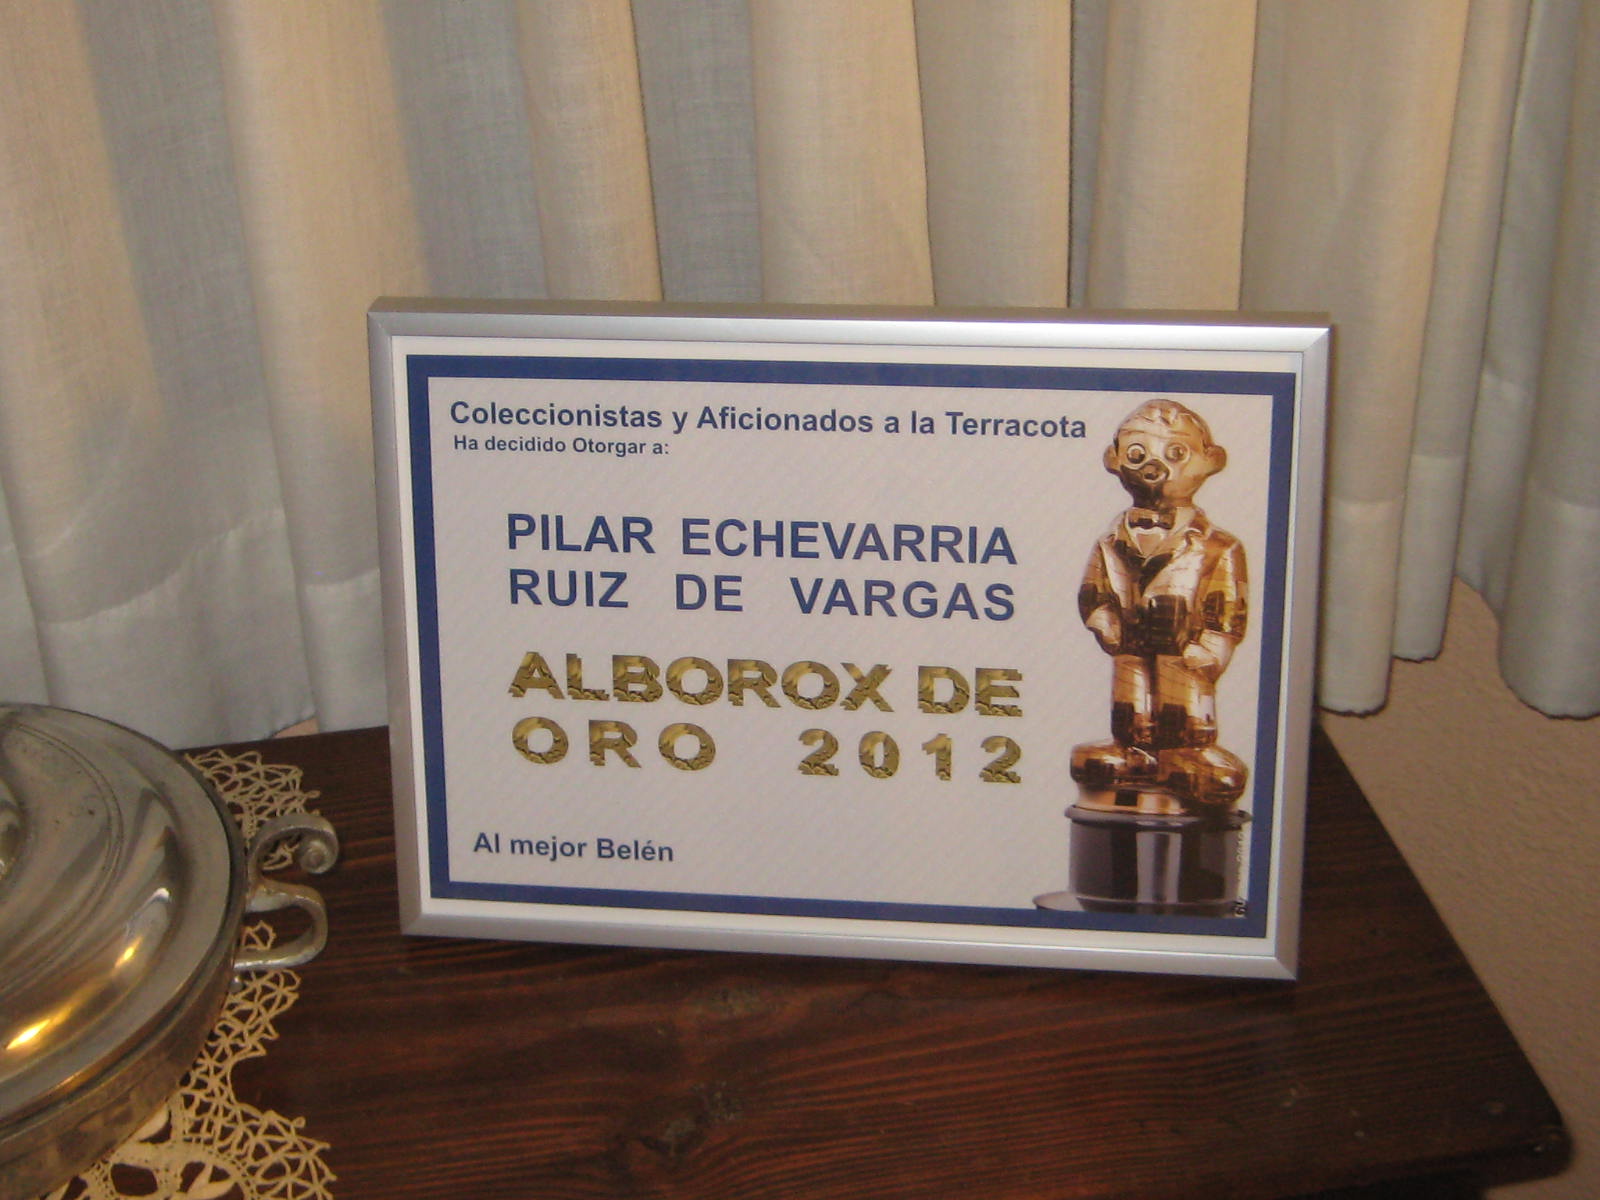 Coleccionistas y Aficionados a la Terracota
Ha decidido Otorgar a:
PILAR ECHEVARRIA
RUIZ DE VARGAS
ALBOROX DE
ORO 2012
Al mejor Belén